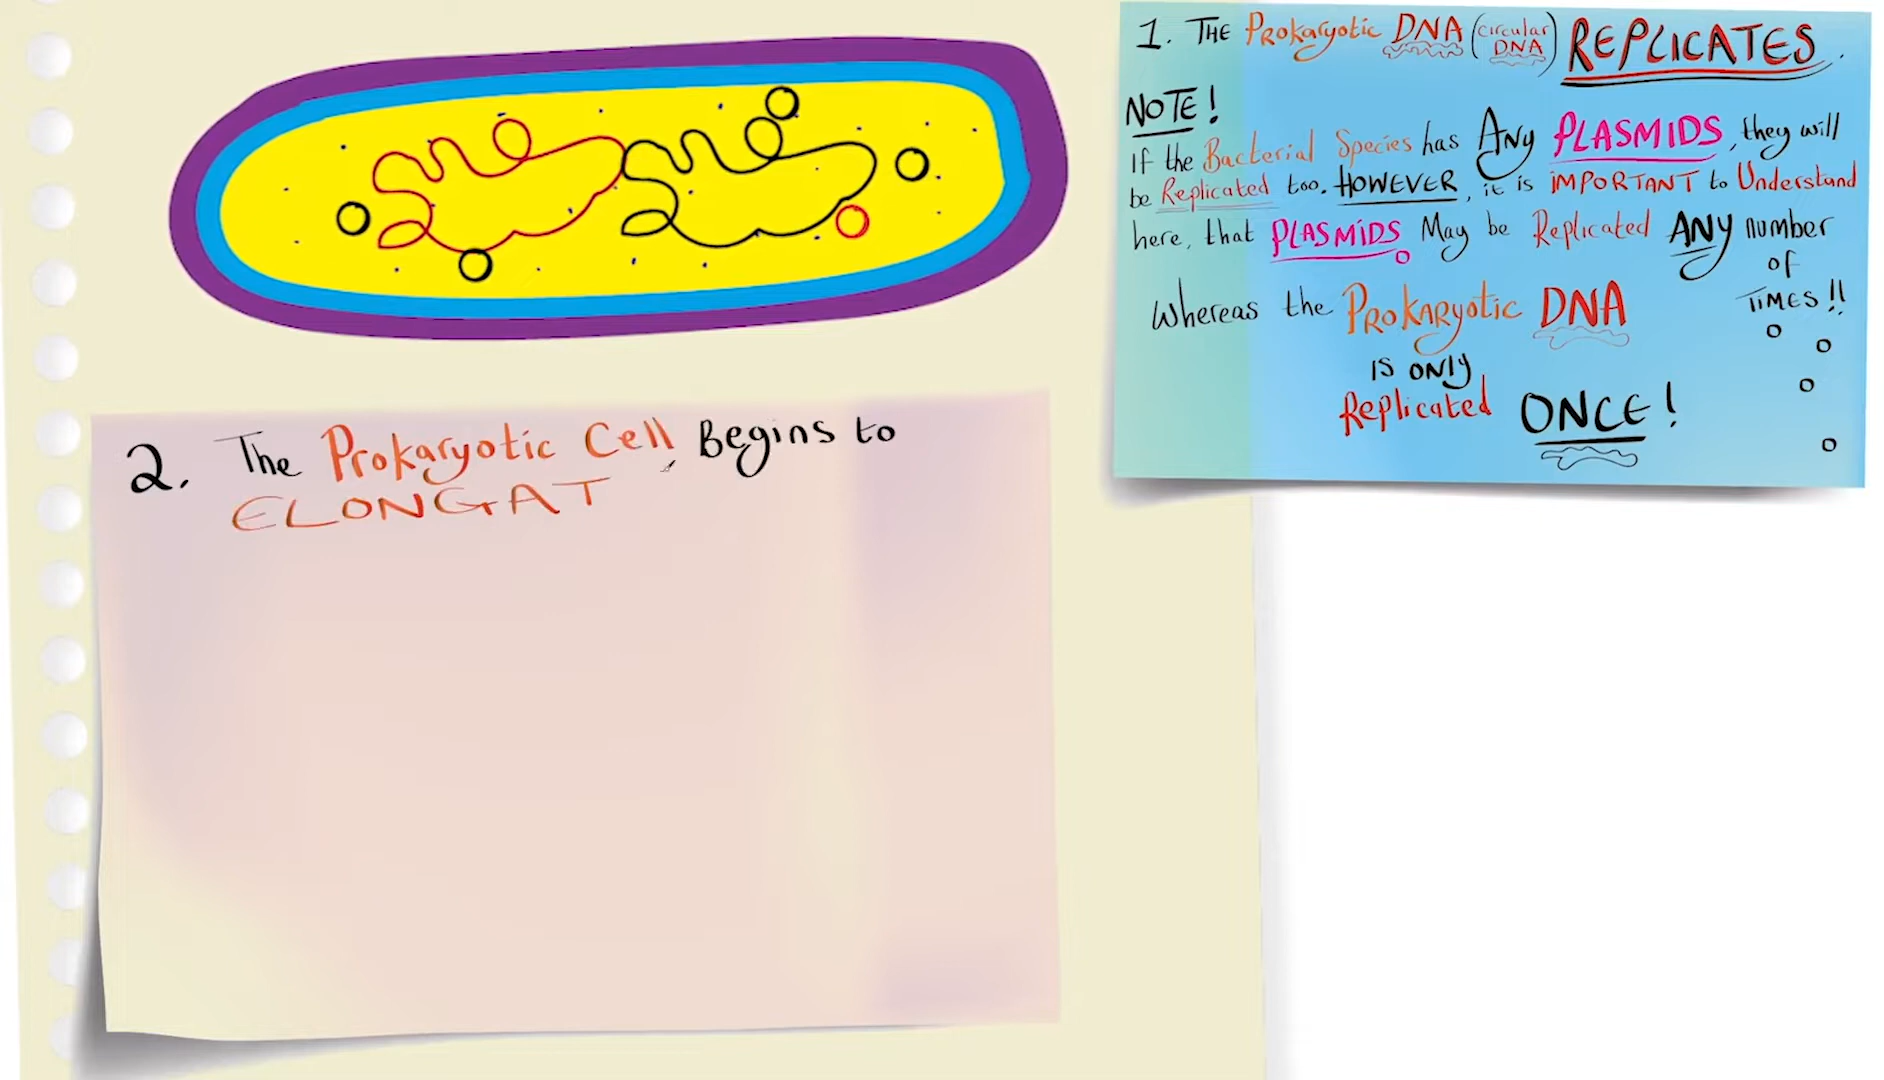 1. THE Prokaryotic DNA (circular DNA) REPLICATES.
NOTE!
If the Bacterial Species has Any PLASMIDS, they will
be Replicated too. HOWEVER, it is iMPORTANT to Understand
here, that PLASMiDS May be Replicated ANY number
of
TiMES!!
Whereas the Prokaryotic DNA
is only
Replicated ONCE!
2. The Prokaryotic Cell Begins to
ELONGAT